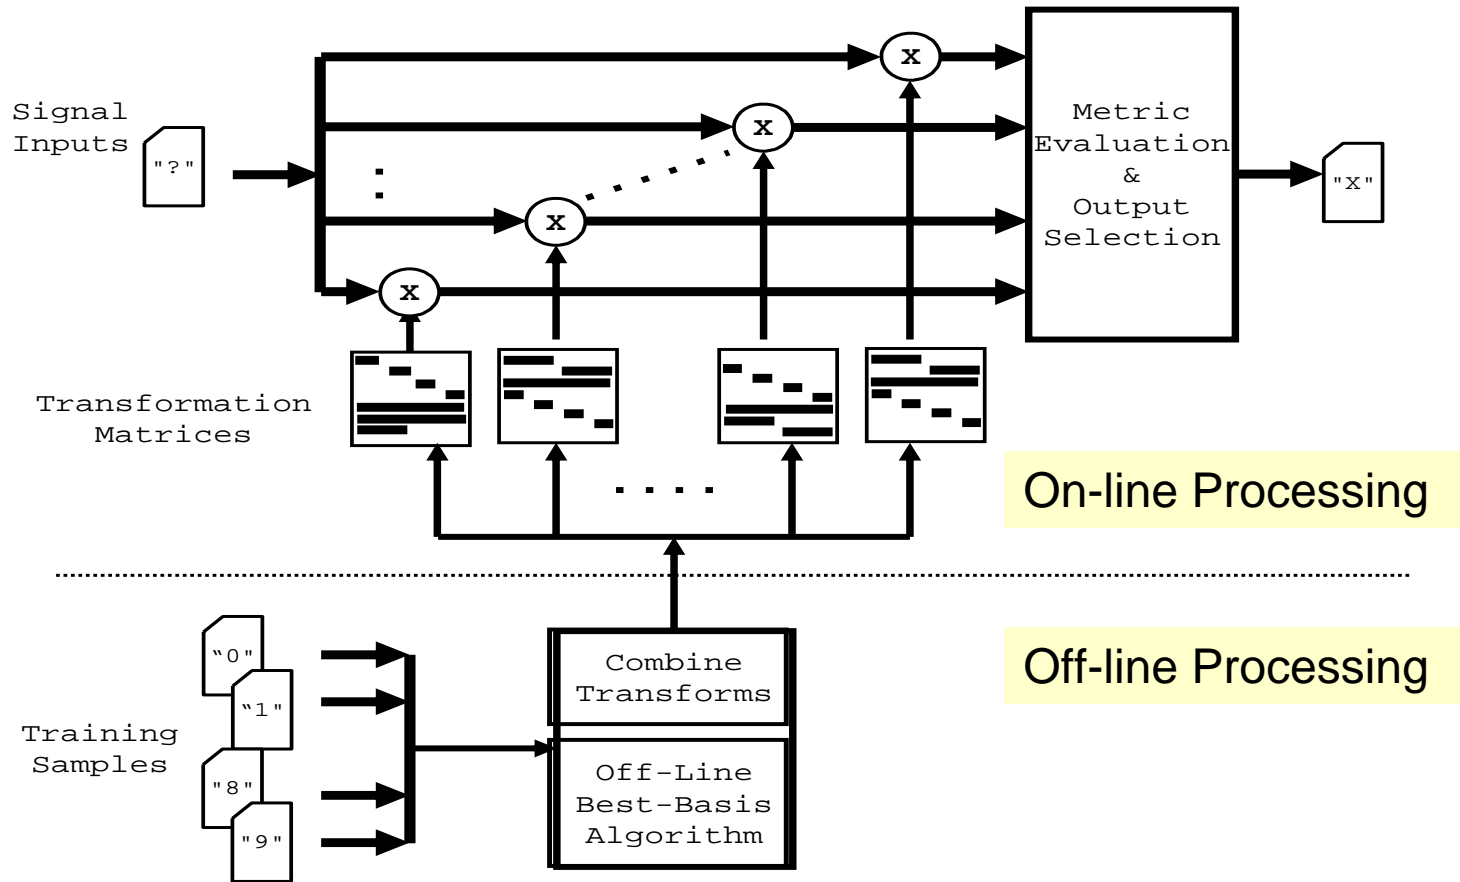 Signal
Inputs
"?"
:
x
x
x
x
Metric
Evaluation
&
Output
Selection
"X"
Transformation
Matrices
. . . .
On-line Processing
Off-line Processing
Training
Samples
“0"
“1"
"8"
"9"
Combine
Transforms
Off-Line
Best-Basis
Algorithm